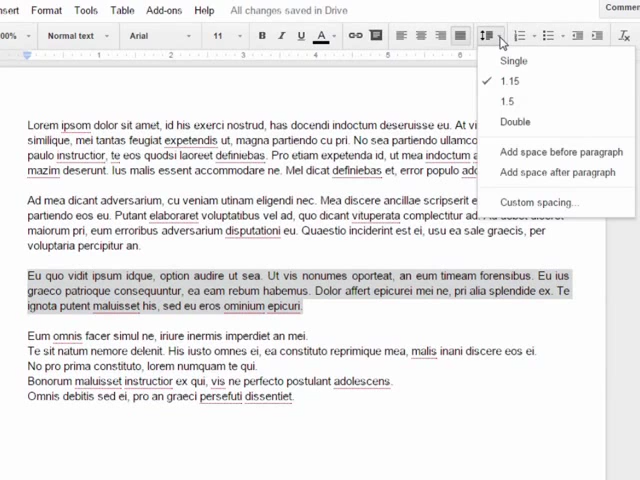 nsert Format Tools Table Add-ons Help All changes saved in Drive Commen
00% Normal text Arial 11 B I U A
1 2 3 4 5 6
Single
1.15
1.5
Double
Add space before paragraph
Add space after paragraph
Custom spacing...
Lorem ipsom dolor sit amet, id his exerci nostrud, has docendi indoctum deseruisse eu. At vi
similique, mei tantas feugiat expetendis ut, magna partiendo cu pri. No sea partiendo ullamco
paulo instructior, te eos quodsi laoreet definiebas. Pro etiam expetenda id, ut mea indoctum
mazim deserunt. Ius malis essent accommodare ne. Mel dicat definiebas et, error populo
Ad mea dicant adversarium, cu veniam utinam eligendi nec. Mea discere ancillae scripserit
partiendo eos eu. Putant elaboraret voluptatibus vel ad, quo dicant vituperata complectitur
maiorum pri, eum erroribus adversarium disputationi eu. Quaestio inciderint est ei, usu ea sale graecis, per
voluptaria percipitur an.
Eu quo vidit ipsum idque, option audire ut sea. Ut vis nonumes oporteat, an eum timeam forensibus. Eu ius
graeco patrioque consequuntur, ea eam rebum habemus. Dolor affert epicurei mei ne, pri alia splendide ex. Te
ignota putent maluisset his, sed eu eros ominium epicuri.
Eum omnis facer simul ne, iriure inermis imperdiet an mei.
Te sit natum nemore delenit. His iusto omnes ei, ea constituto reprimique mea, malis inani discere eos ei.
No pro prima constituto, lorem numquam te qui.
Bonorum maluisset instructior ex qui, vis ne perfecto postulant adolescens.
Omnis debitis sed ei, pro an graeci persefuti dissentiet.